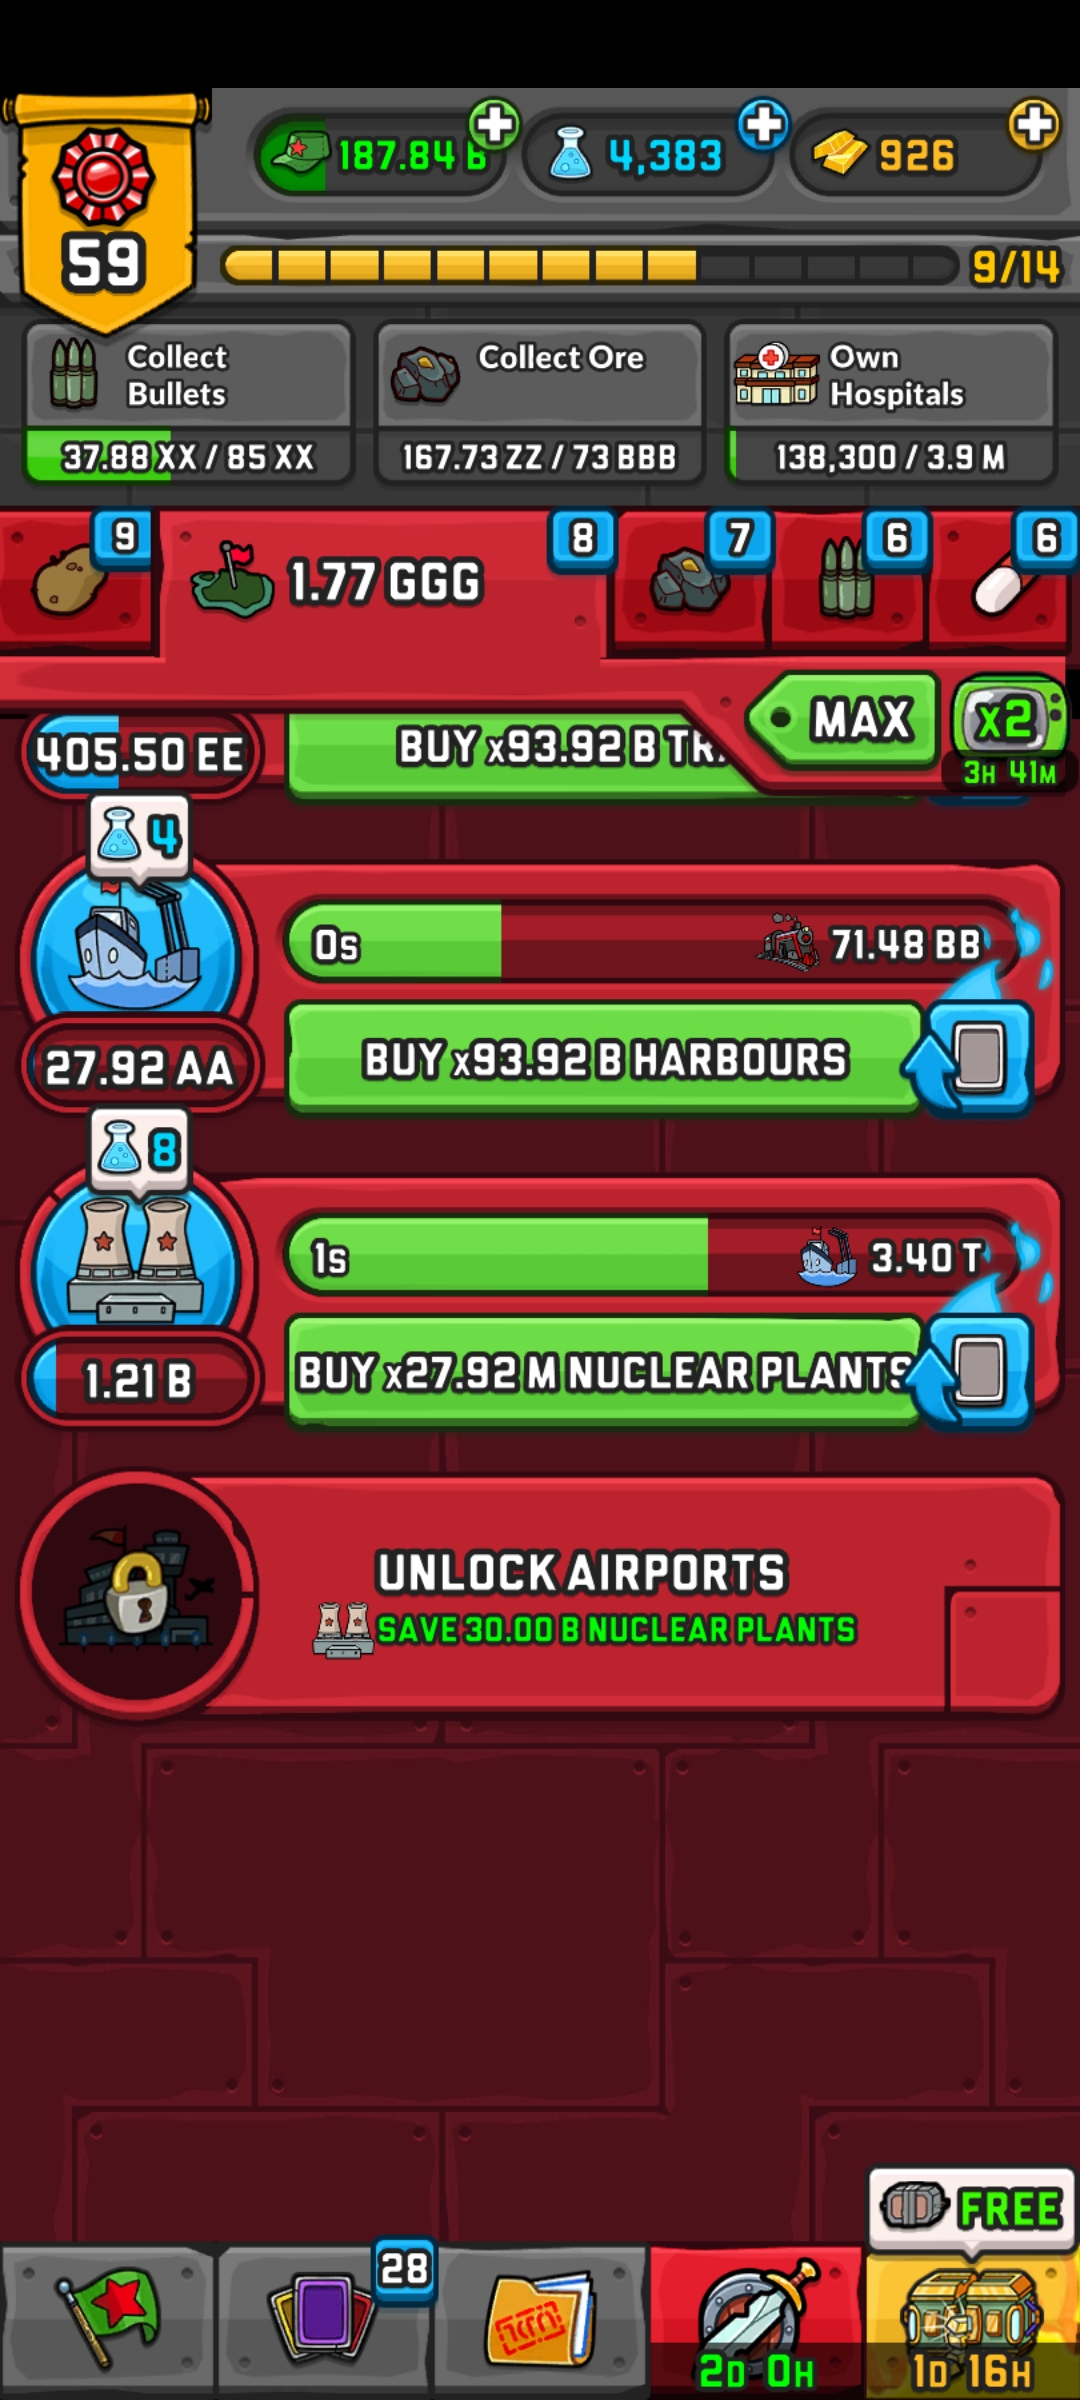 187.84 B
4,383
926
59
9/14
Collect
Bullets
37.88 XX / 85 XX
Collect Ore
167.73 ZZ / 73 BBB
Own
Hospitals
138,300 / 3.9 M
9
1.77 GGG
8
7
6
6
405.50 EE
BUY x93.92 B
MAX
x2
3H 41M
4
0s
71.48 BB
27.92 AA
BUY x93.92 B HARBOURS
8
1s
3.40 T
1.21 B
BUY x27.92 M NUCLEAR PLANTS
UNLOCK AIRPORTS
SAVE 30.00 B NUCLEAR PLANTS
FREE
28
2D 0H
1D 16H